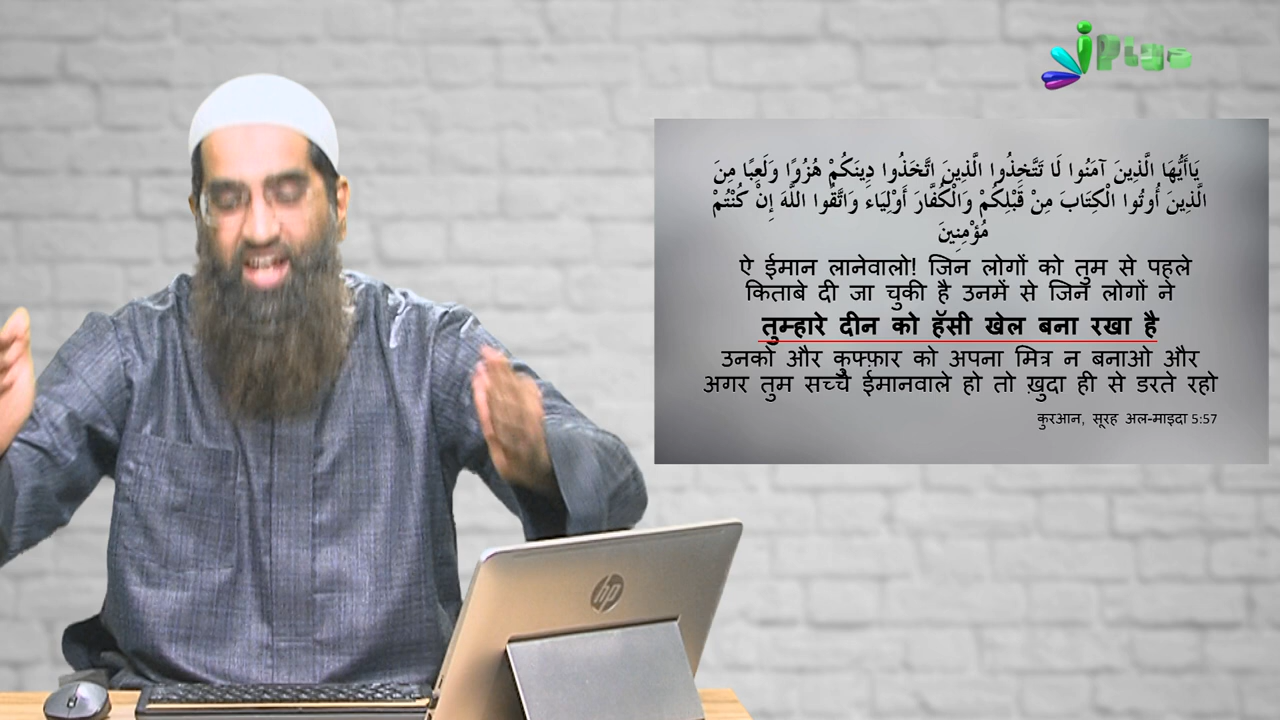 iPlus
يَاأَيُّهَا الَّذِينَ آمَنُوا لَا تَتَّخِذُوا الَّذِينَ اتَّخَذُوا دِينَكُمْ هُزُوًا وَلَعِبًا مِنَ
الَّذِينَ أُوتُوا الْكِتَابَ مِنْ قَبْلِكُمْ وَالْكُفَّارَ أَوْلِيَاء وَاتَّقُوا اللَّهَ إِنْ كُنْتُمْ
مُؤْمِنِينَ
ऐ ईमान लानेवालो! जिन लोगों को तुम से पहले
किताबे दी जा चुकी है उनमें से जिन लोगों ने
तुम्हारे दीन को हॅसी खेल बना रखा है
उनको और कुफ्फ़ार को अपना मित्र न बनाओ और
अगर तुम सच्चे ईमानवाले हो तो ख़ुदा ही से डरते रहो
कुरआन, सूरह अल-माइदा 5:57
hp